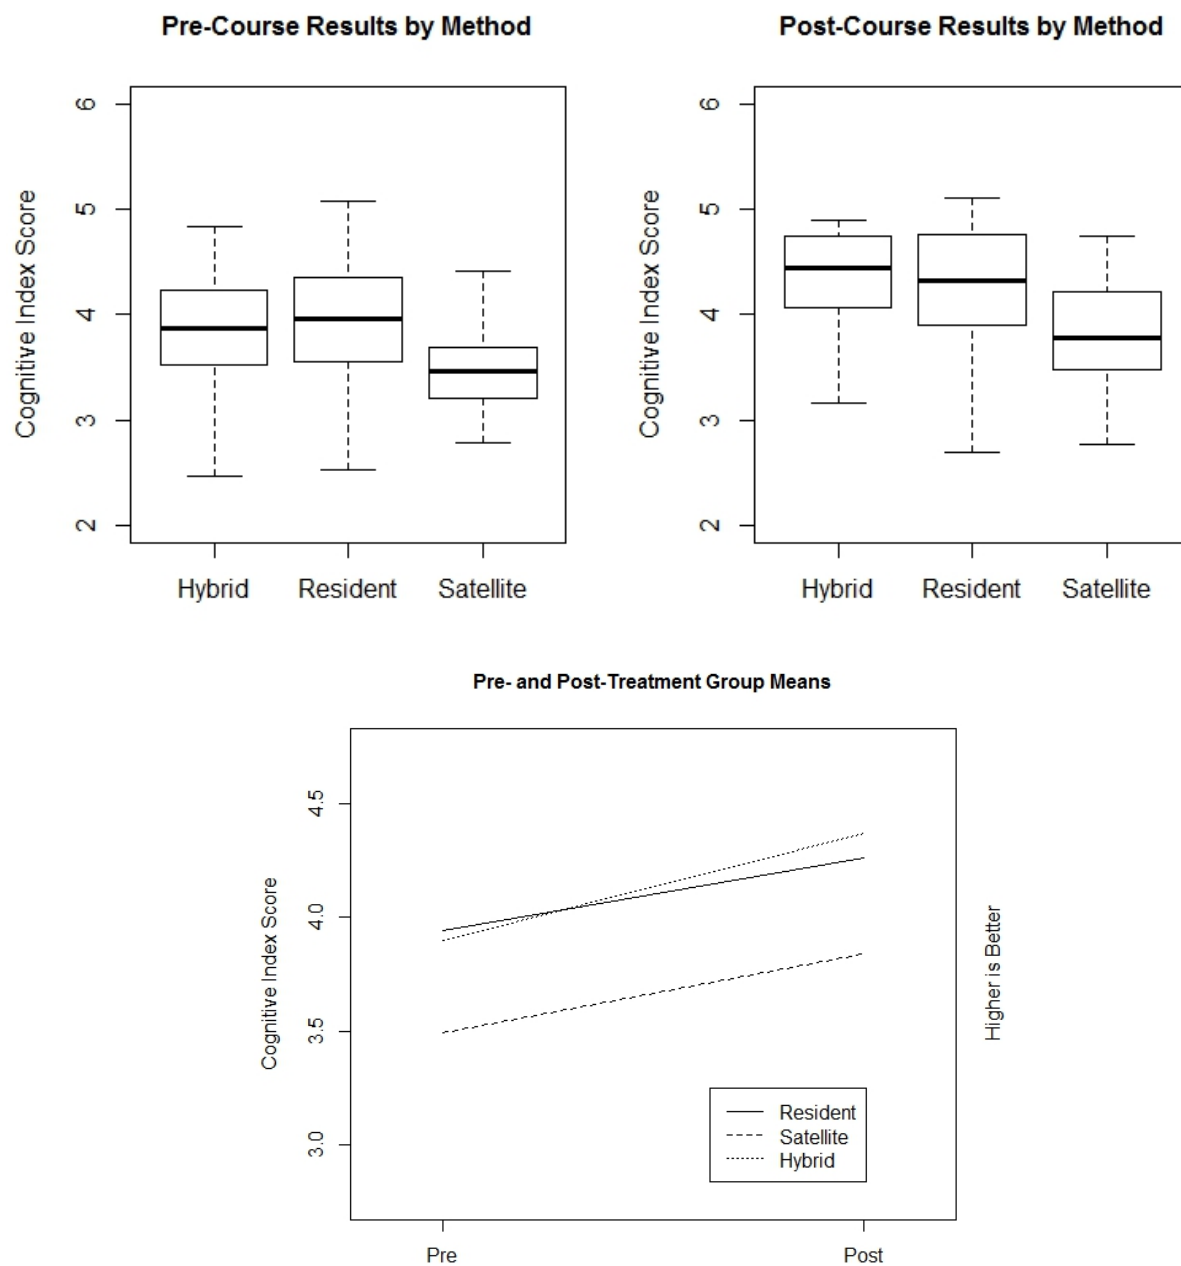 Pre-Course Results by Method
Cognitive Index Score
6
5
4
3
2
Hybrid Resident Satellite
Post-Course Results by Method
Cognitive Index Score
6
5
4
3
2
Hybrid Resident Satellite
Pre- and Post-Treatment Group Means
Cognitive Index Score
4.5
4.0
3.5
3.0
Resident
Satellite
Hybrid
Pre Post
Higher is Better